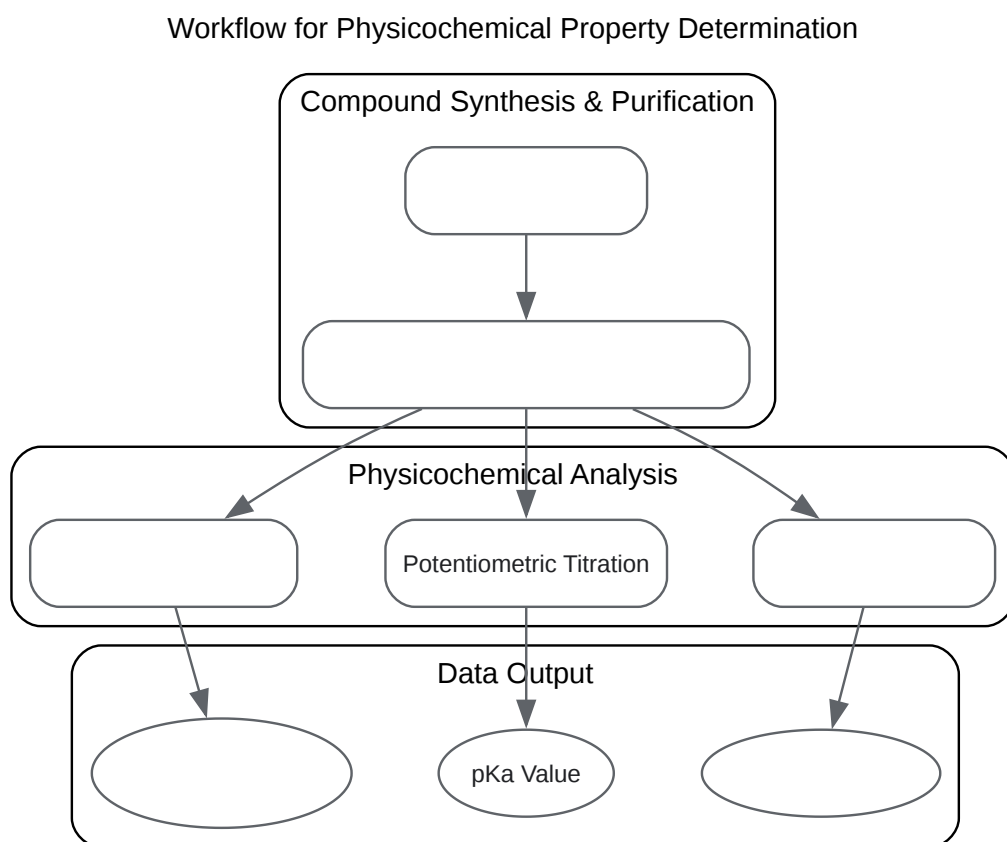 Workflow for Physicochemical Property Determination
Compound Synthesis & Purification
Physicochemical Analysis
Potentiometric Titration
Data Output
pKa Value